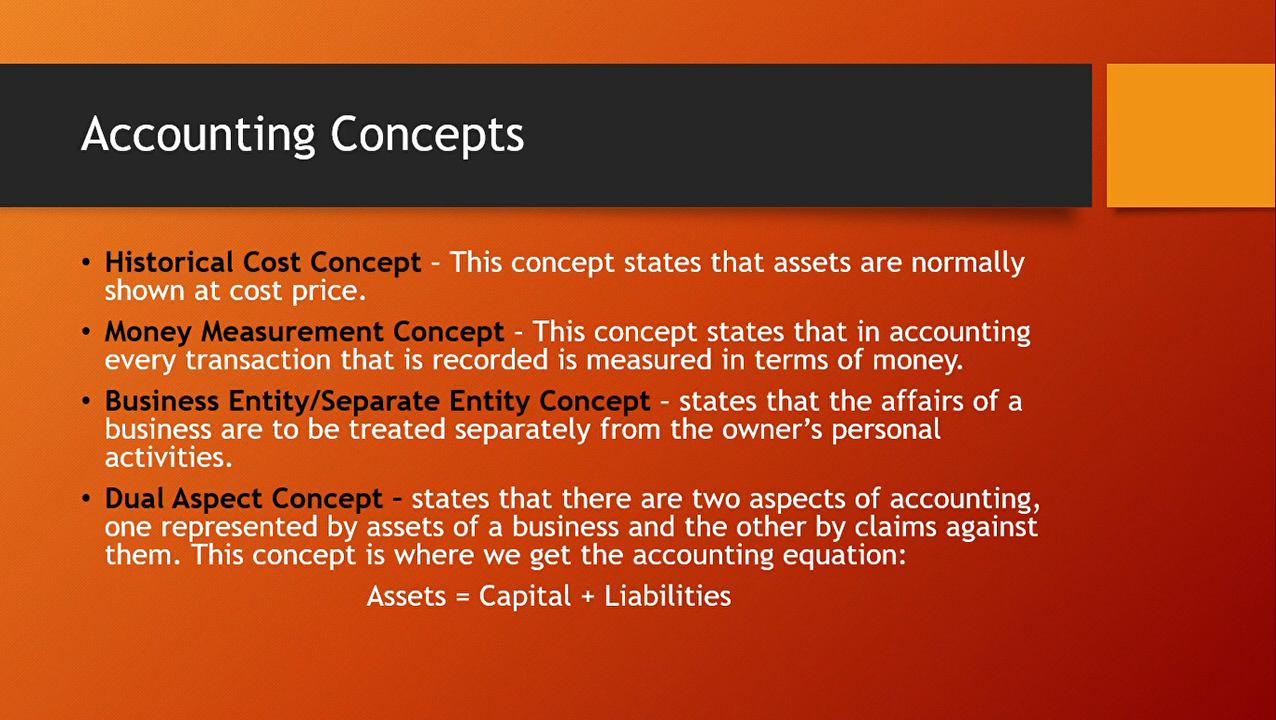 Accounting Concepts
• Historical Cost Concept – This concept states that assets are normally
shown at cost price.
• Money Measurement Concept – This concept states that in accounting
every transaction that is recorded is measured in terms of money.
• Business Entity/Separate Entity Concept – states that the affairs of a
business are to be treated separately from the owner’s personal
activities.
• Dual Aspect Concept – states that there are two aspects of accounting,
one represented by assets of a business and the other by claims against
them. This concept is where we get the accounting equation:
Assets = Capital + Liabilities